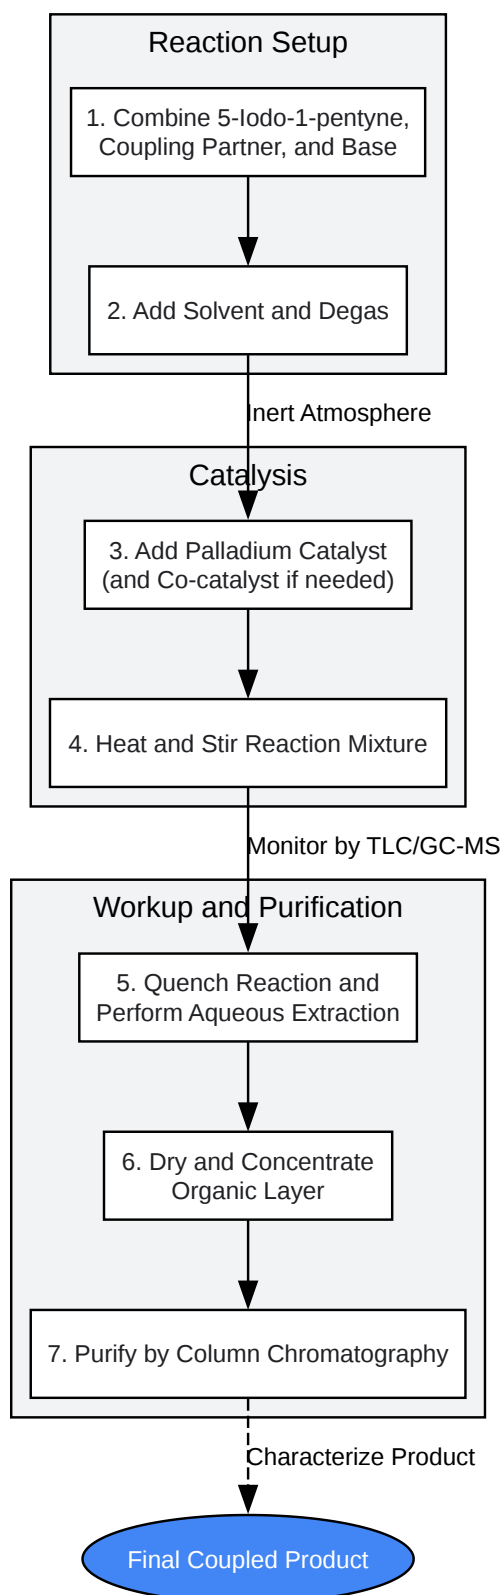 Reaction Setup
1. Combine 5-Iodo-1-pentyne,
Coupling Partner, and Base
2. Add Solvent and Degas
Inert Atmosphere
Catalysis
3. Add Palladium Catalyst
(and Co-catalyst if needed)
4. Heat and Stir Reaction Mixture
Monitor by TLC/GC-MS
Workup and Purification
5. Quench Reaction and
Perform Aqueous Extraction
6. Dry and Concentrate
Organic Layer
7. Purify by Column Chromatography
Characterize Product
Final Coupled Product